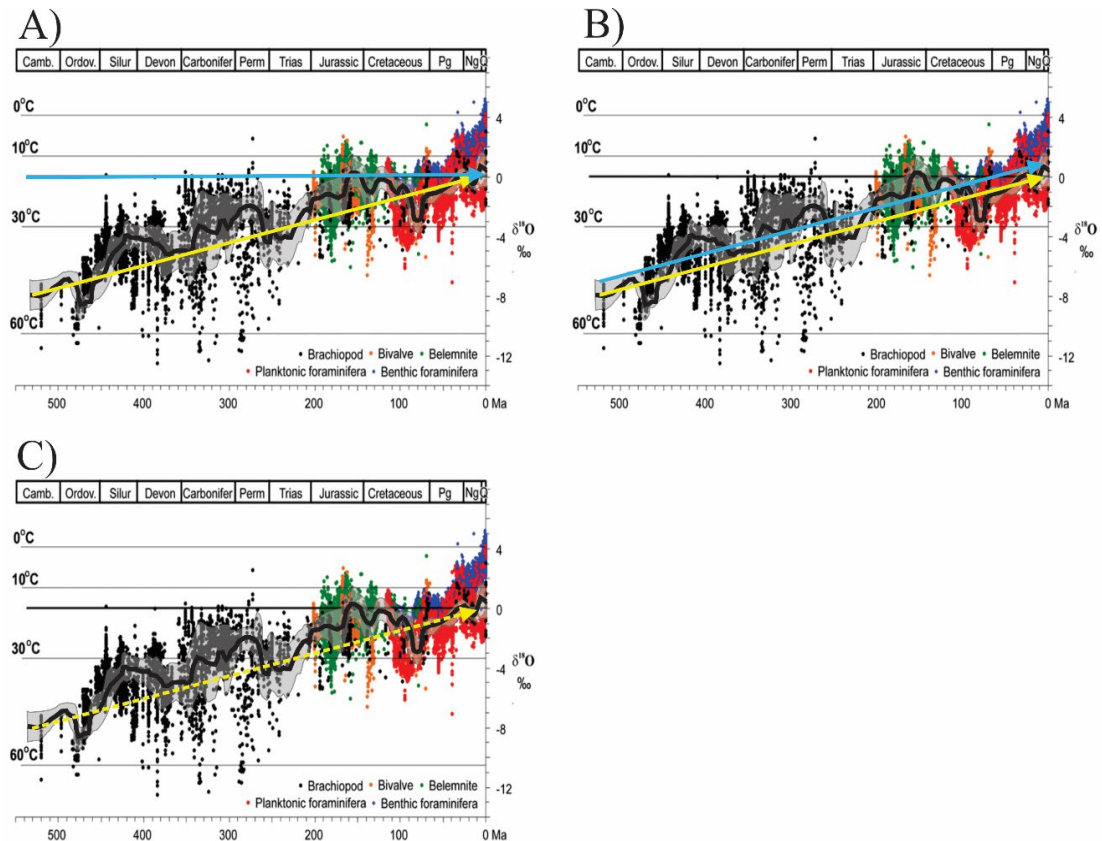 A)
Camb. Ordov. Silur Devon Carbonifer Perm Trias Jurassic Cretaceous Pg Ng Q
0°C
4
10°C
0
30°C
δ¹⁸O
-4
‰
-8
60°C
Brachiopod Bivalve Belemnite
-12
Planktonic foraminifera Benthic foraminifera
500 400 300 200 100 0 Ma
B)
Camb. Ordov. Silur Devon Carbonifer Perm Trias Jurassic Cretaceous Pg Ng Q
0°C
4
10°C
0
30°C
δ¹⁸O
-4
‰
-8
60°C
Brachiopod Bivalve Belemnite
-12
Planktonic foraminifera Benthic foraminifera
500 400 300 200 100 0 Ma
C)
Camb. Ordov. Silur Devon Carbonifer Perm Trias Jurassic Cretaceous Pg Ng Q
0°C
4
10°C
0
30°C
δ¹⁸O
-4
‰
-8
60°C
Brachiopod Bivalve Belemnite
-12
Planktonic foraminifera Benthic foraminifera
500 400 300 200 100 0 Ma